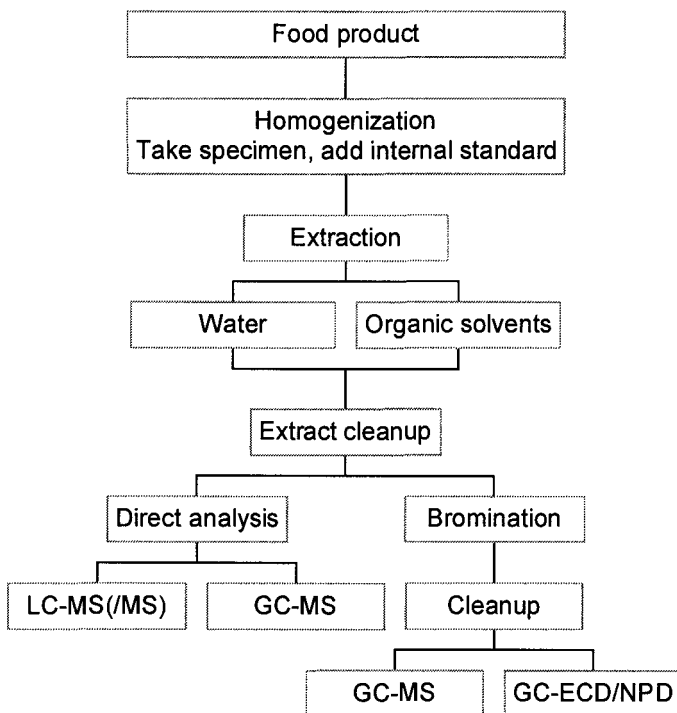 Food product
Homogenization
Take specimen, add internal standard
Extraction
Water
Organic solvents
Extract cleanup
Direct analysis
Bromination
LC-MS(/MS)
GC-MS
Cleanup
GC-MS
GC-ECD/NPD